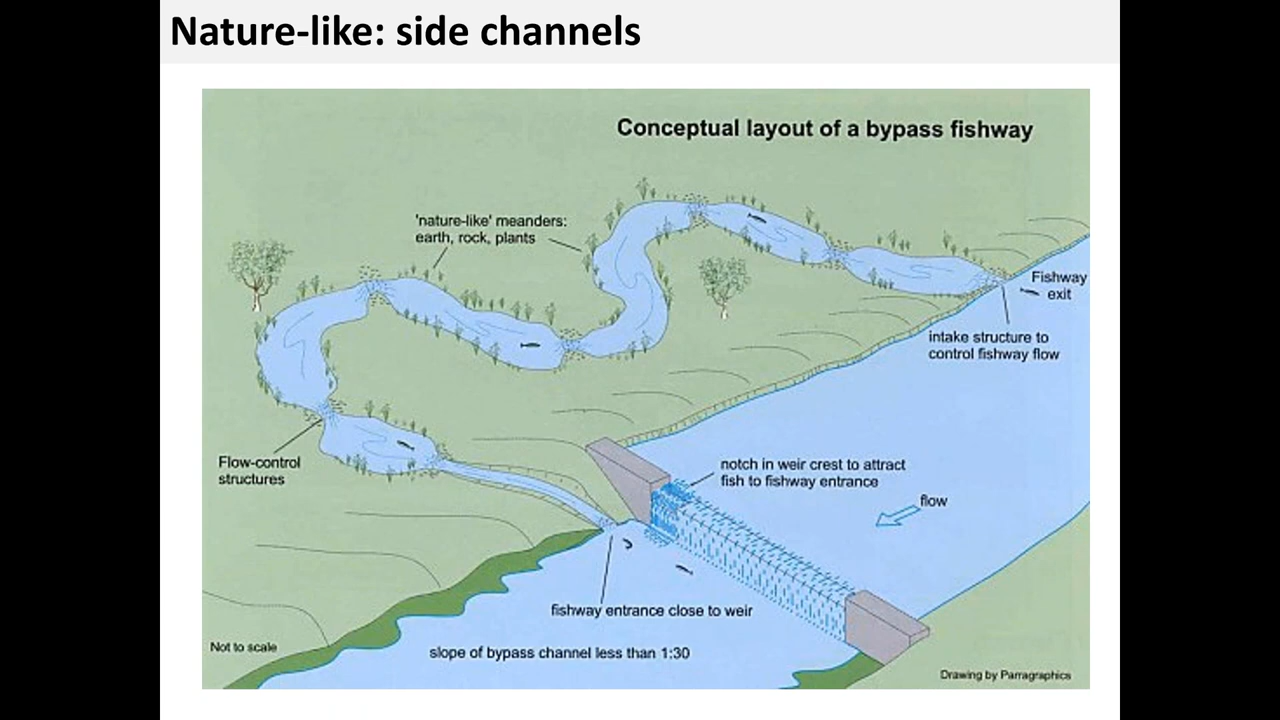 Nature-like: side channels
Conceptual layout of a bypass fishway
'nature-like' meanders:
earth, rock, plants
Fishway
exit
intake structure to
control fishway flow
Flow-control
structures
notch in weir crest to attract
fish to fishway entrance
flow
fishway entrance close to weir
Not to scale
slope of bypass channel less than 1:30
Drawing by Parragraphics